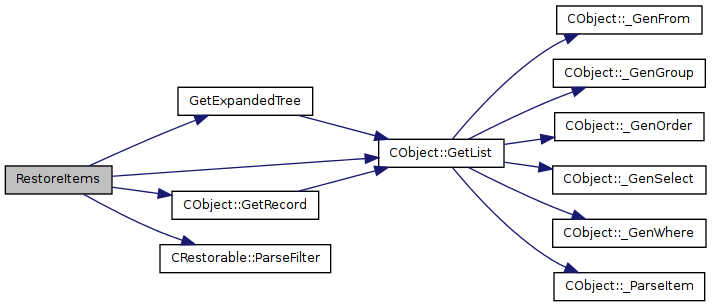 RestoreItems
GetExpandedTree
CObject::GetRecord
CRestorable::ParseFilter
CObject::GetList
CObject::_GenFrom
CObject::_GenGroup
CObject::_GenOrder
CObject::_GenSelect
CObject::_GenWhere
CObject::_ParseItem